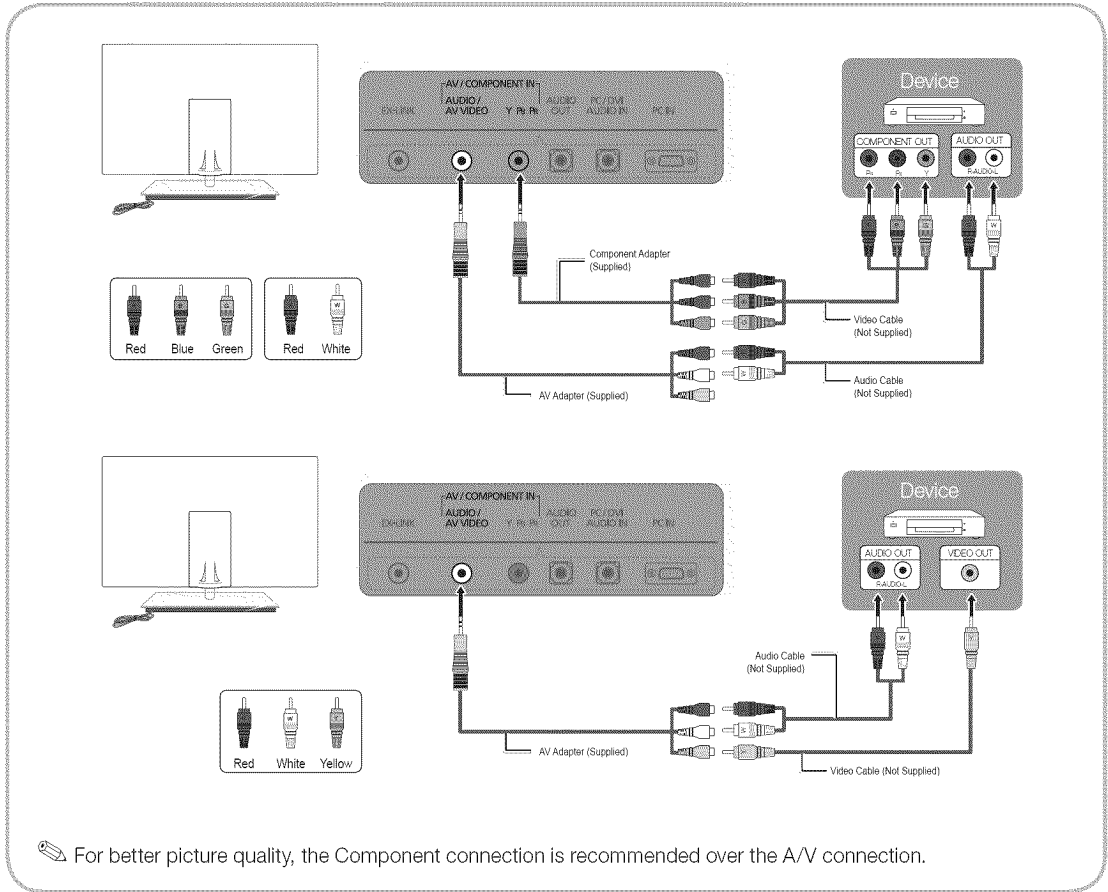 AV / COMPONENT IN
AUDIO / AUDIO PC / DVI
EX-LINK AV VIDEO Y PB PR OUT AUDIO IN PC IN
Device
COMPONENT OUT AUDIO OUT
PR PB Y R-AUDIO-L
W
Component Adapter
(Supplied)
Red Blue Green Red White
Video Cable
(Not Supplied)
AV Adapter (Supplied)
Audio Cable
(Not Supplied)
AV / COMPONENT IN
AUDIO / AUDIO PC / DVI
EX-LINK AV VIDEO Y PB PR OUT AUDIO IN PC IN
Device
AUDIO OUT VIDEO OUT
R-AUDIO-L
W
Audio Cable
(Not Supplied)
Red White Yellow
AV Adapter (Supplied)
Video Cable (Not Supplied)
For better picture quality, the Component connection is recommended over the A/V connection.